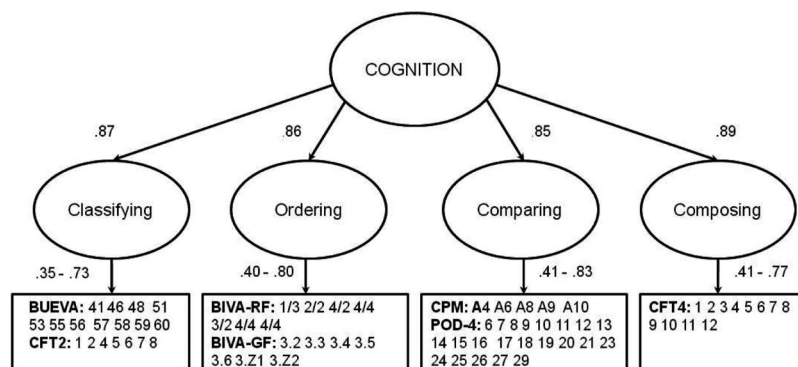 COGNITION
.87
.86
.85
.89
Classifying
Ordering
Comparing
Composing
.35 - .73
.40 - .80
.41 - .83
.41 - .77
BUEVA: 41 46 48 51
53 55 56 57 58 59 60
CFT2: 1 2 4 5 6 7 8
BIVA-RF: 1/3 2/2 4/2 4/4
3/2 4/4 4/4
BIVA-GF: 3.2 3.3 3.4 3.5
3.6 3.Z1 3.Z2
CPM: A4 A6 A8 A9 A10
POD-4: 6 7 8 9 10 11 12 13
14 15 16 17 18 19 20 21 23
24 25 26 27 29
CFT4: 1 2 3 4 5 6 7 8
9 10 11 12